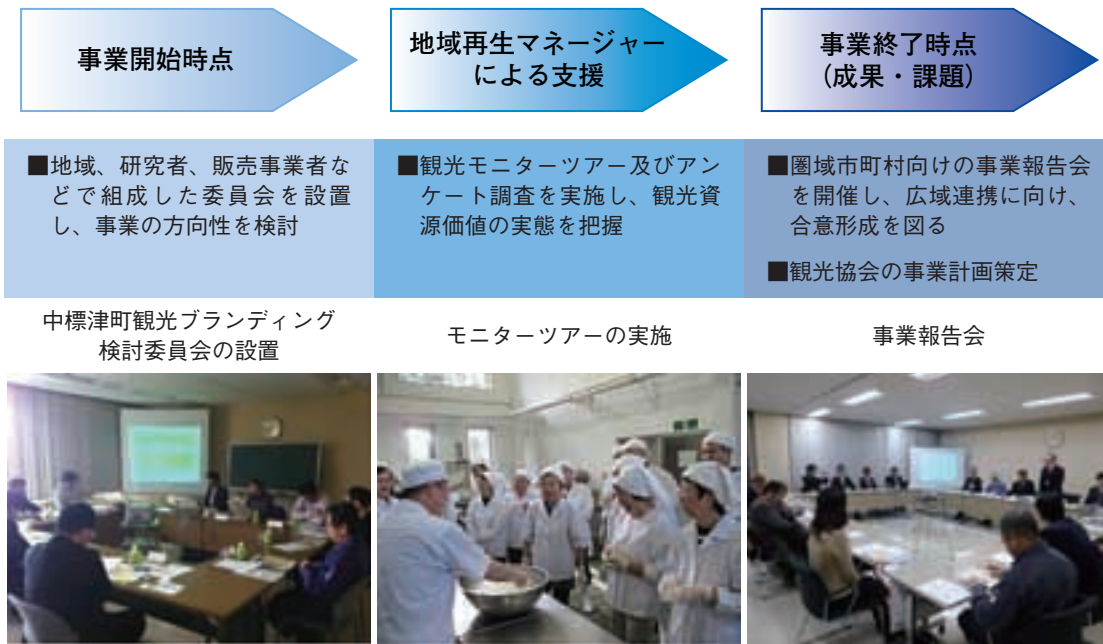 事業開始時点
地域再生マネージャー
による支援
事業終了時点
(成果・課題)
■地域、研究者、販売事業者な
どで組成した委員会を設置
し、事業の方向性を検討
■観光モニターツアー及びアン
ケート調査を実施し、観光資
源価値の実態を把握
■圏域市町村向けの事業報告会
を開催し、広域連携に向け、
合意形成を図る
■観光協会の事業計画策定
中標津町観光ブランディング
検討委員会の設置
モニターツアーの実施
事業報告会